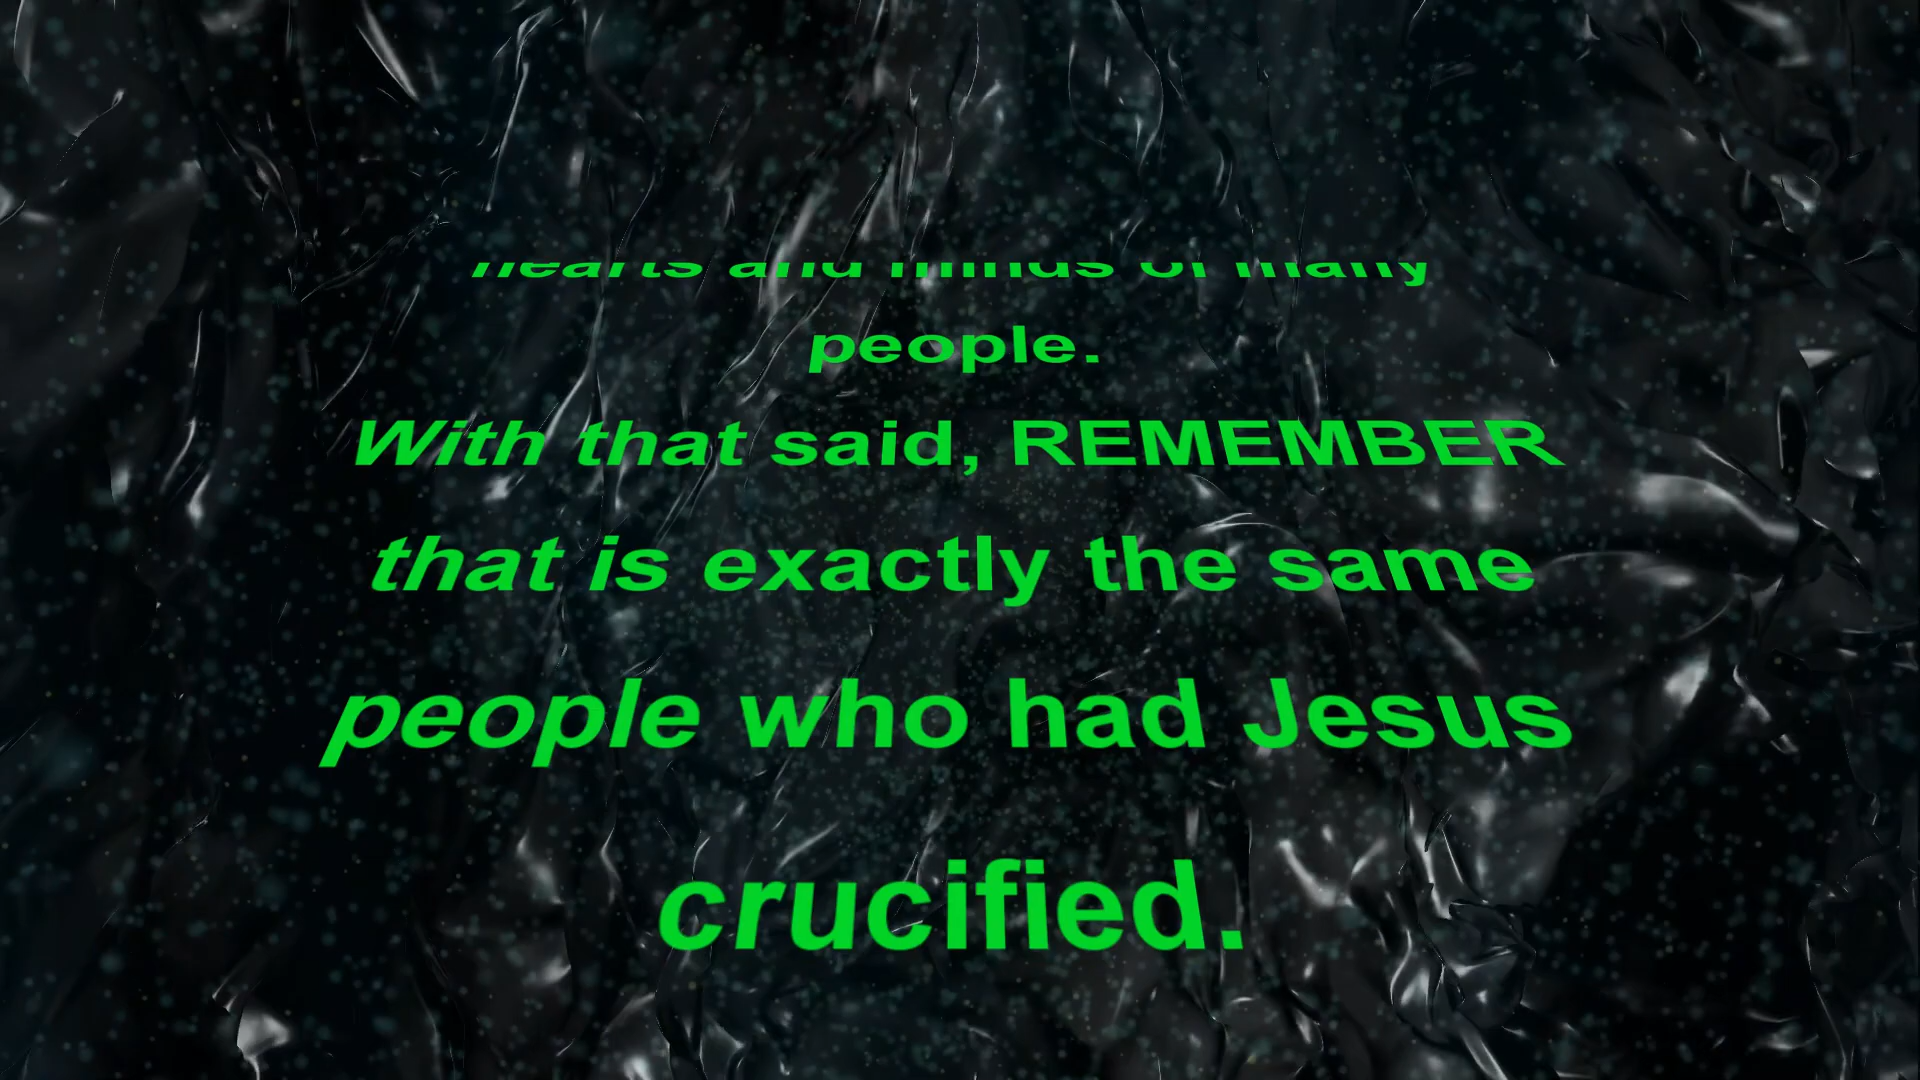 hearts and minds of many
people.
With that said, REMEMBER
that is exactly the same
people who had Jesus
crucified.